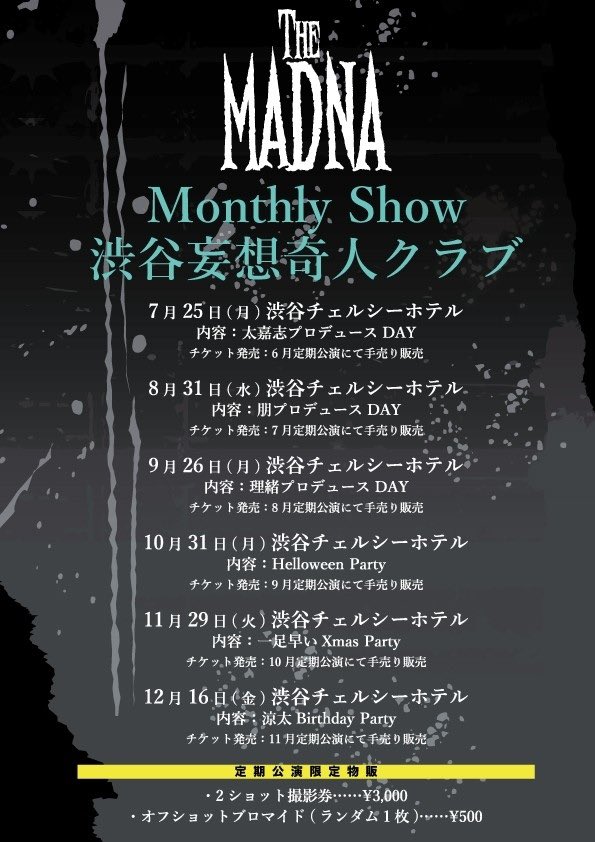 THE
MADNA
Monthly Show
渋谷妄想奇人クラブ
7月25日(月)渋谷チェルシーホテル
内容：太嘉志プロデュースDAY
チケット発売：6月定期公演にて手売り販売
8月31日(水)渋谷チェルシーホテル
内容：朋プロデュースDAY
チケット発売：7月定期公演にて手売り販売
9月26日(月)渋谷チェルシーホテル
内容：理緒プロデュースDAY
チケット発売：8月定期公演にて手売り販売
10月31日(月)渋谷チェルシーホテル
内容：Helloween Party
チケット発売：9月定期公演にて手売り販売
11月29日(火)渋谷チェルシーホテル
内容：一足早いXmas Party
チケット発売：10月定期公演にて手売り販売
12月16日(金)渋谷チェルシーホテル
内容：涼太Birthday Party
チケット発売：11月定期公演にて手売り販売
定期公演限定物販
・2ショット撮影券……¥3,000
・オフショットブロマイド(ランダム1枚)……¥500